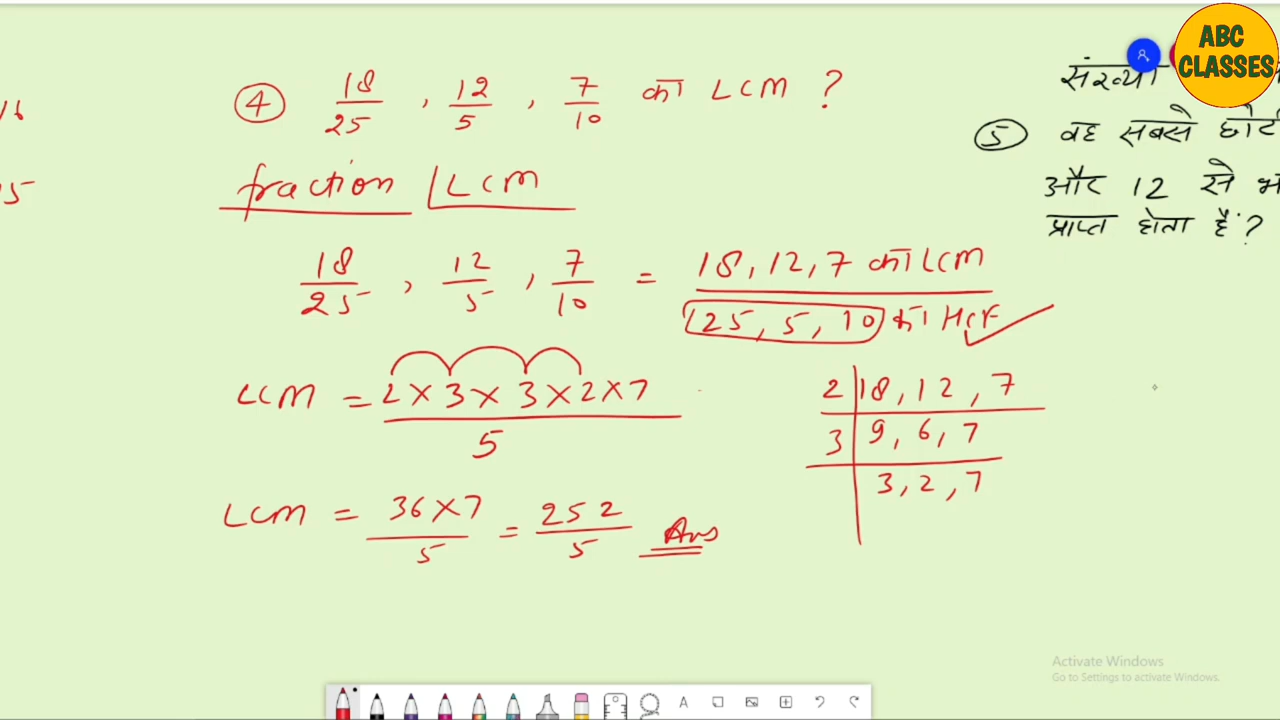 ABC
CLASSES
16
15
④ 18/25 , 12/5 , 7/10 का LCM ?
fraction LCM
18/25 , 12/5 , 7/10 = 18, 12, 7 का LCM / 25, 5, 10 का HCF
LCM = 2 × 3 × 3 × 2 × 7 / 5
LCM = 36 × 7 / 5 = 252 / 5 Ans
2 | 18, 12, 7
3 | 9, 6, 7
3, 2, 7
संख्या
⑤ वह सबसे
और 12 से
प्राप्त होता है ?
Activate Windows
Go to Settings to activate Windows.
A